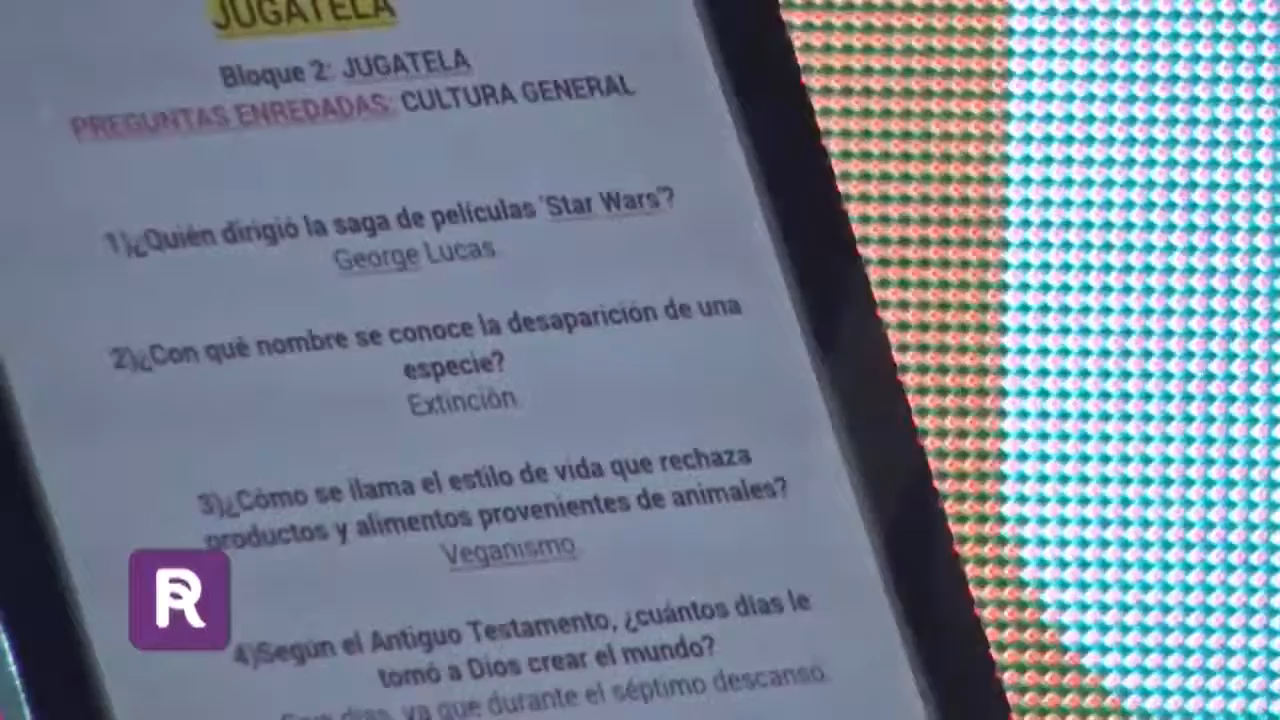 JUGATELA
Bloque 2: JUGATELA
PREGUNTAS ENREDADAS: CULTURA GENERAL
1)¿Quién dirigió la saga de películas 'Star Wars'?
George Lucas
2)¿Con qué nombre se conoce la desaparición de una
especie?
Extinción
3)¿Cómo se llama el estilo de vida que rechaza
productos y alimentos provenientes de animales?
Veganismo
4)Según el Antiguo Testamento, ¿cuántos días le
tomó a Dios crear el mundo?
días, ya que durante el séptimo descanso
R